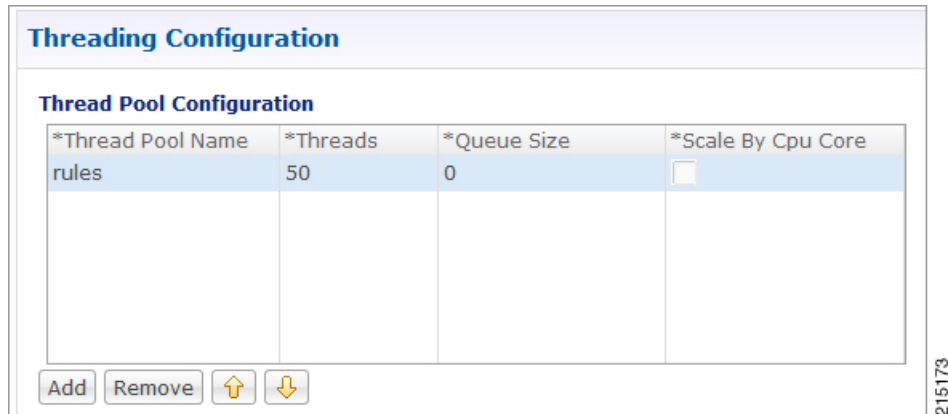 Threading Configuration
Thread Pool Configuration
*Thread Pool Name *Threads *Queue Size *Scale By Cpu Core
rules 50 0
Add Remove
215173